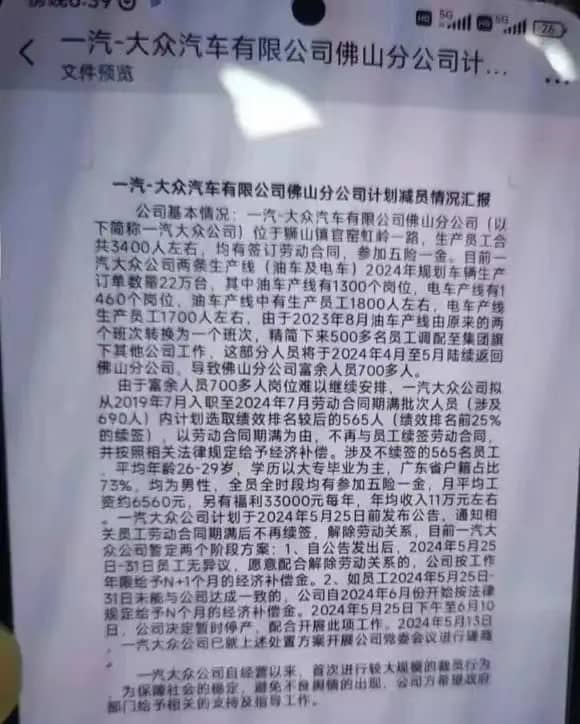 6:39
HD 5G HD 5G 26
一汽-大众汽车有限公司佛山分公司计...
文件预览
一汽-大众汽车有限公司佛山分公司计划减员情况汇报
公司基本情况：一汽-大众汽车有限公司佛山分公司（以
下简称一汽大众公司）位于狮山镇官窑虹岭一路，生产员工合
共3400人左右，均有签订劳动合同，参加五险一金。目前一
汽大众公司两条生产线（油车及电车）2024年规划车辆生产
订单数量22万台，其中油车产线有1300个岗位，电车产线有1
460个岗位，油车产线中有生产员工1800人左右，电车产线
生产员工1700人左右，由于2023年8月油车产线由原来的两
个班次转换为一个班次，精简下来500多名员工调配至集团旗
下其他公司工作，这部分人员将于2024年4月至5月陆续返回
佛山分公司，导致佛山分公司富余人员700多人。
由于富余人员700多人岗位难以继续安排，一汽大众公司拟
从2019年7月入职至2024年7月劳动合同期满批次人员（涉及
690人）内计划选取绩效排名较后的565人（绩效排名前25%
的续签），以劳动合同期满为由，不再与员工续签劳动合同，
并按照相关法律规定给予经济补偿。涉及不续签的565名员工
，平均年龄26-29岁，学历以大专毕业为主，广东省户籍占比
73%，均为男性，全员全时段均有参加五险一金，月平均工
资约6560元，另有福利33000元每年，年均收入11万元左右
。一汽大众公司计划于2024年5月25日前发布公告，通知相
关员工劳动合同期满后不再续签，解除劳动关系，目前一汽大
众公司暂定两个阶段方案：1、自公告发出后，2024年5月25
日-31日员工无异议，愿意配合解除劳动关系的，公司按工作
年限给予N+1个月的经济补偿金。2、如员工2024年5月25日-
31日未能与公司达成一致的，公司自2024年6月份开始按法律
规定给予N个月的经济补偿金。2024年5月25日下午至6月10
日，公司决定暂时停产，配合开展此项工作。2024年5月13日
，一汽大众公司已就上述处置方案开展公司党委会议进行磋商
一汽大众公司自经营以来，首次进行较大规模的裁员行为
，为保障社会的稳定，避免不良舆情的出现，公司方希望政府
部门给予相关的支持及指导工作。